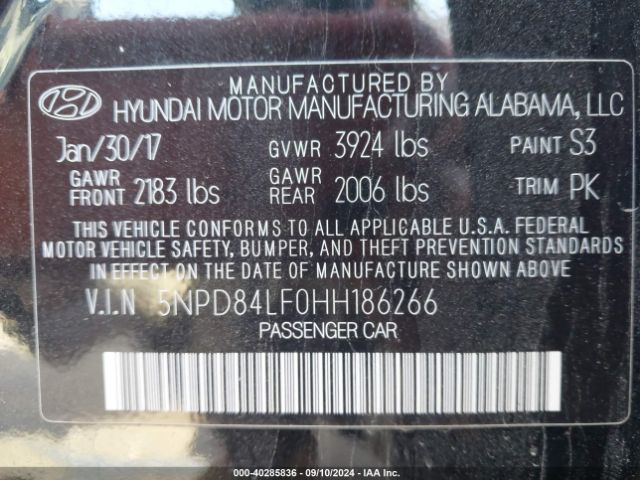 MANUFACTURED BY
HYUNDAI MOTOR MANUFACTURING ALABAMA, LLC
Jan/30/17 GVWR 3924 lbs PAINT S3
GAWR FRONT 2183 lbs GAWR REAR 2006 lbs TRIM PK
THIS VEHICLE CONFORMS TO ALL APPLICABLE U.S.A. FEDERAL
MOTOR VEHICLE SAFETY, BUMPER, AND THEFT PREVENTION STANDARDS
IN EFFECT ON THE DATE OF MANUFACTURE SHOWN ABOVE.
V.I.N 5NPD84LF0HH186266
PASSENGER CAR
000-40285836 - 09/10/2024 - IAA Inc.